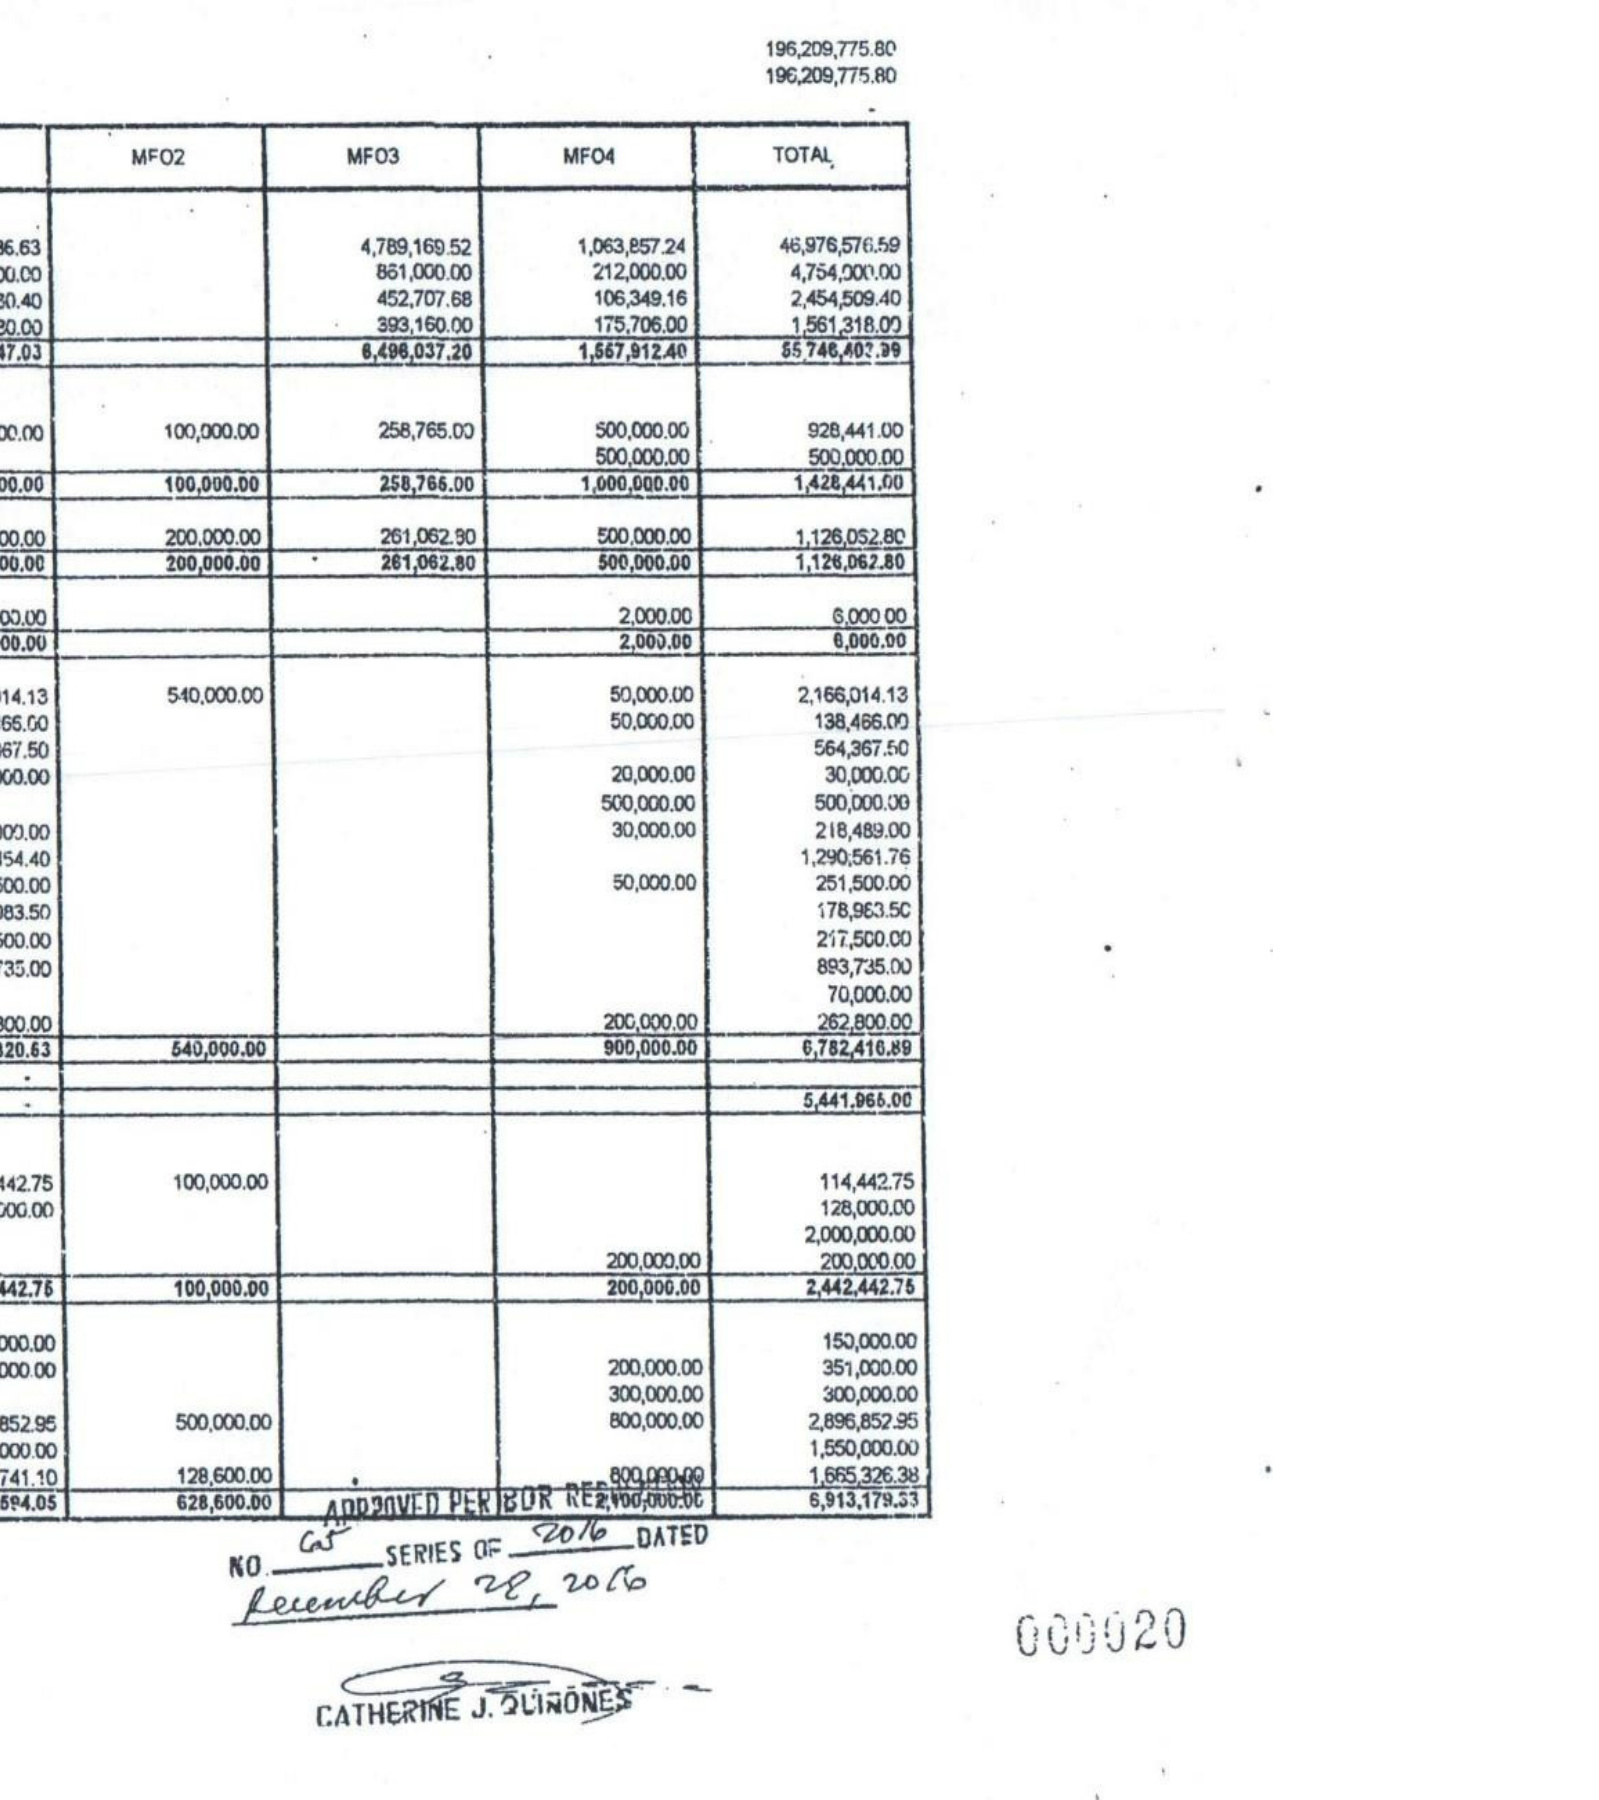 196,209,775.80
196,209,775.80
MFO2 MFO3 MFO4 TOTAL
36.63 4,789,169.52 1,063,857.24 46,976,576.59
00.00 861,000.00 212,000.00 4,754,000.00
30.40 452,707.68 106,349.16 2,454,509.40
80.00 393,160.00 175,706.00 1,561,318.00
47.03 6,496,037.20 1,557,912.40
00.00 100,000.00 258,765.00 500,000.00 928,441.00
500,000.00 500,000.00
00.00 100,000.00 258,765.00 1,000,000.00 1,428,441.00
00.00 200,000.00 261,062.80 500,000.00 1,126,062.80
00.00 200,000.00 261,062.80 500,000.00 1,126,062.80
00.00 2,000.00 6,000.00
00.00 2,000.00 6,000.00
014.13 540,000.00 50,000.00 2,166,014.13
66.00 50,000.00 138,466.00
367.50 564,367.50
000.00 20,000.00 30,000.00
500,000.00 500,000.00
000.00 30,000.00 218,489.00
154.40 1,290,561.76
500.00 50,000.00 251,500.00
983.50 178,983.50
500.00 217,500.00
735.00 893,735.00
70,000.00
800.00 200,000.00 262,800.00
320.63 540,000.00 900,000.00 6,782,416.89
-
- 5,441,965.00
442.75 100,000.00 114,442.75
000.00 128,000.00
2,000,000.00
200,000.00 200,000.00
442.75 100,000.00 200,000.00 2,442,442.75
000.00 150,000.00
000.00 200,000.00 351,000.00
300,000.00 300,000.00
852.95 500,000.00 800,000.00 2,896,852.95
000.00 1,550,000.00
741.10 128,600.00 800,000.00 1,665,326.38
594.05 628,600.00 2,100,000.00 6,913,179.33
APPROVED PER BOR
NO. SERIES OF 2016 DATED
December 28, 2016
CATHERINE J. QUIÑONES
000020